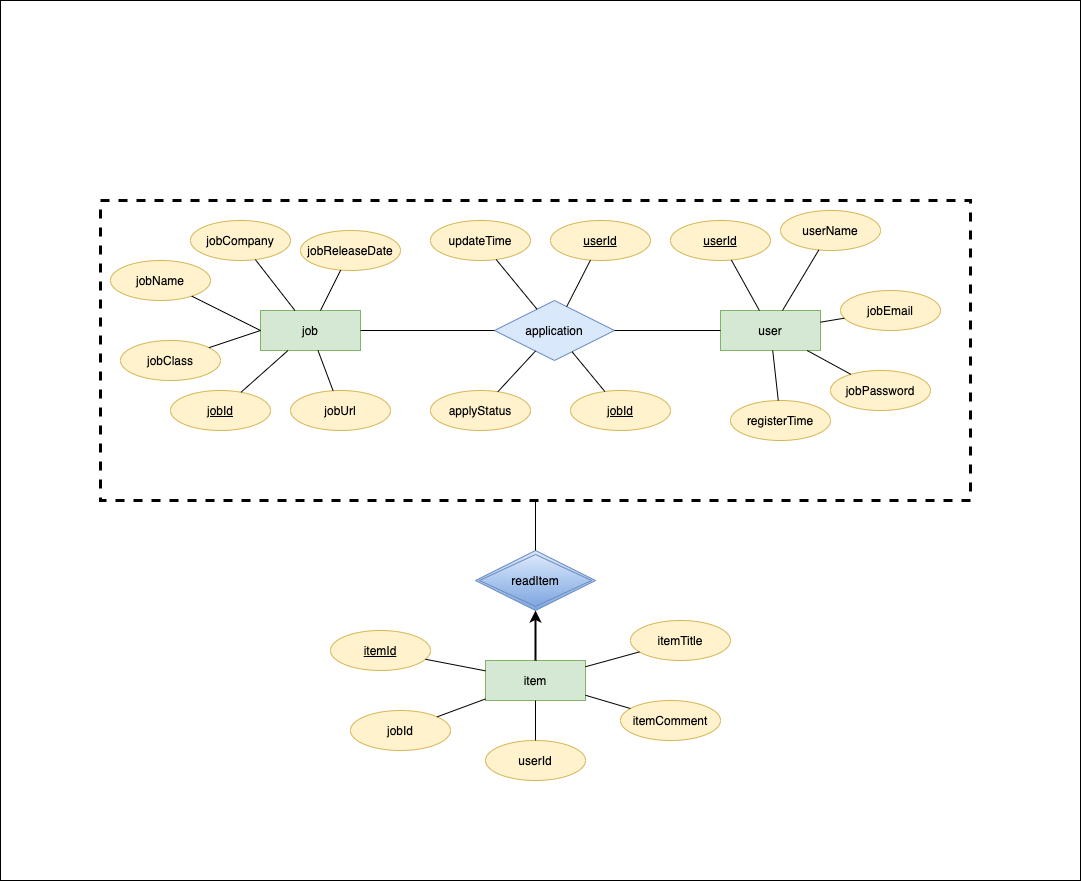 userName
jobCompany
updateTime
userId
userId
jobReleaseDate
jobName
jobEmail
job
application
user
jobClass
jobPassword
jobId
jobUrl
applyStatus
jobId
registerTime
readItem
itemTitle
itemId
item
itemComment
jobId
userId